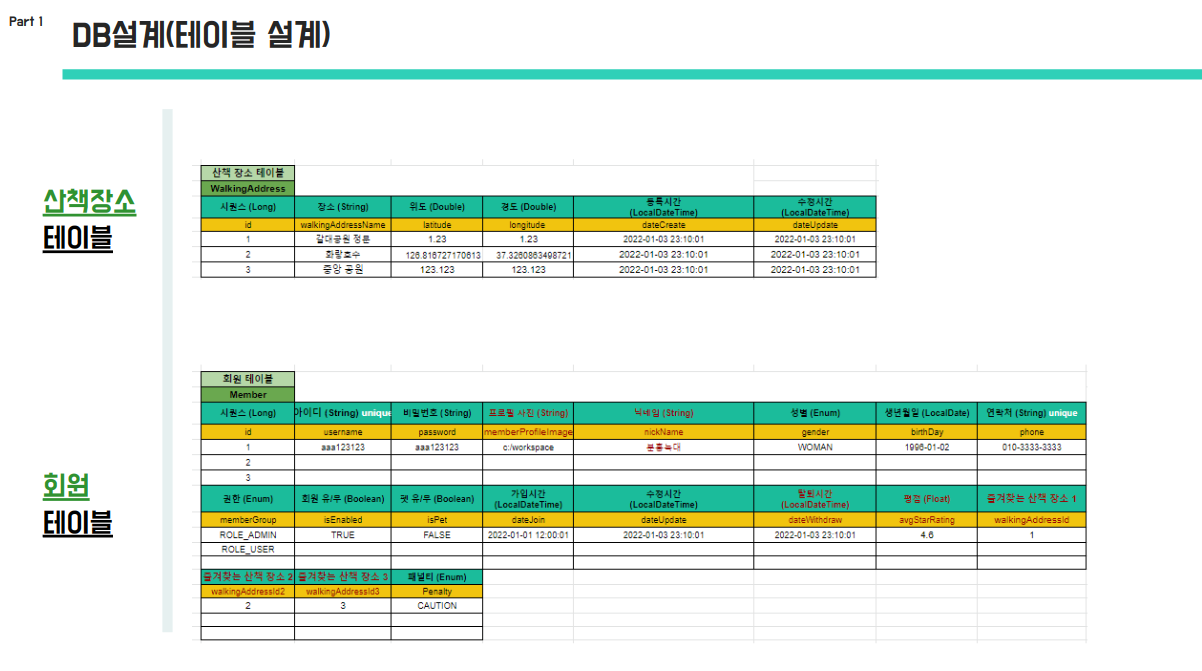 Part 1
DB설계(테이블 설계)
산책장소
테이블
산책 장소 테이블
WalkingAddress
시퀀스 (Long) 장소 (String) 위도 (Double) 경도 (Double) 등록시간 (LocalDateTime) 수정시간 (LocalDateTime)
id walkingAddressName latitude longitude dateCreate dateUpdate
1 갈대공원 정문 1.23 1.23 2022-01-03 23:10:01 2022-01-03 23:10:01
2 화랑호수 126.816727170613 37.3260863498721 2022-01-03 23:10:01 2022-01-03 23:10:01
3 중앙 공원 123.123 123.123 2022-01-03 23:10:01 2022-01-03 23:10:01
회원
테이블
회원 테이블
Member
시퀀스 (Long) 아이디 (String) unique 비밀번호 (String) 프로필 사진 (String) 닉네임 (String) 성별 (Enum) 생년월일 (LocalDate) 연락처 (String) unique
id username password memberProfileImage nickName gender birthDay phone
1 aaa123123 aaa123123 c:/workspace 분홍늑대 WOMAN 1996-01-02 010-3333-3333
2
3
권한 (Enum) 회원 유/무 (Boolean) 펫 유/무 (Boolean) 가입시간 (LocalDateTime) 수정시간 (LocalDateTime) 탈퇴시간 (LocalDateTime) 평점 (Float) 즐겨찾는 산책 장소 1
memberGroup isEnabled isPet dateJoin dateUpdate dateWithdraw avgStarRating walkingAddressId
ROLE_ADMIN TRUE FALSE 2022-01-01 12:00:01 2022-01-03 23:10:01 2022-01-03 23:10:01 4.6 1
ROLE_USER
즐겨찾는 산책 장소 2 즐겨찾는 산책 장소 3 패널티 (Enum)
walkingAddressId2 walkingAddressId3 Penalty
2 3 CAUTION